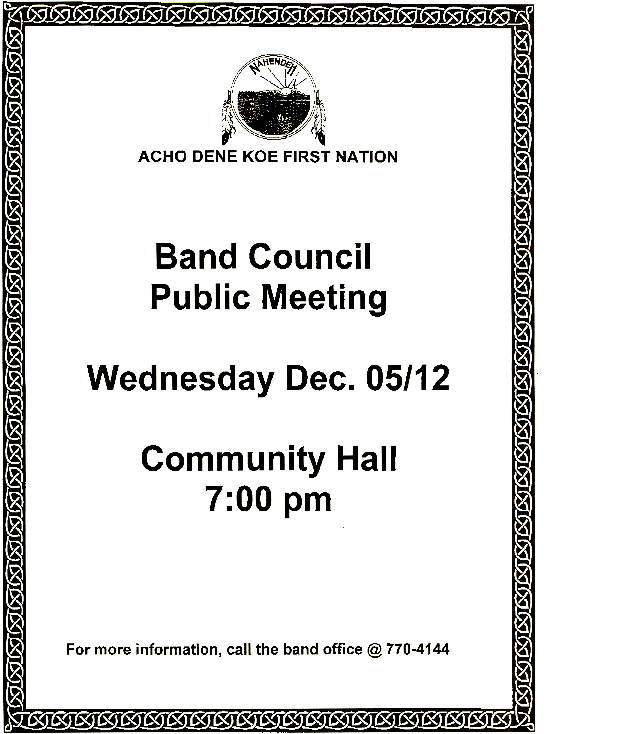 NAHENDEH
ACHO DENE KOE FIRST NATION
Band Council
Public Meeting
Wednesday Dec. 05/12
Community Hall
7:00 pm
For more information, call the band office @ 770-4144